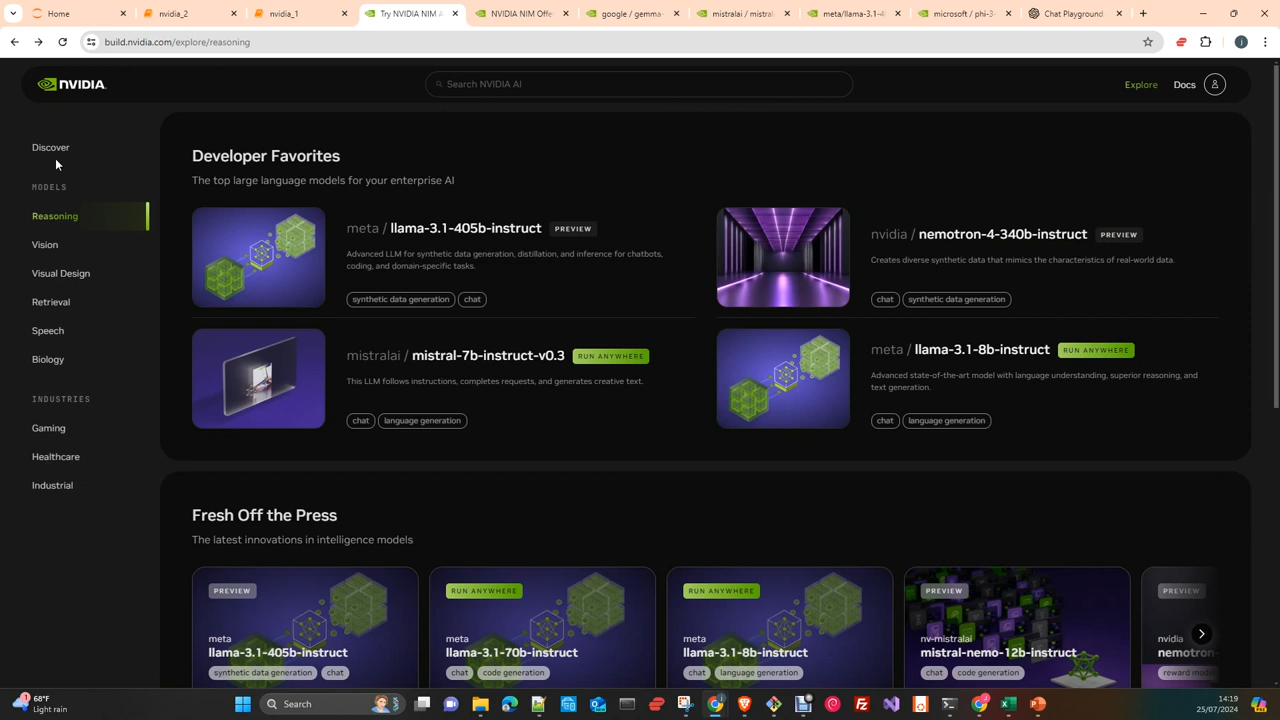 Home
nvidia_2
nvidia_1
Try NVIDIA NIM A
NVIDIA NIM Offe
google / gemma-
mistralai / mistral
meta/llama-3.1-4
microsoft / phi-3
Chat Playground
build.nvidia.com/explore/reasoning
NVIDIA
Search NVIDIA AI
Explore
Docs
Discover
MODELS
Reasoning
Vision
Visual Design
Retrieval
Speech
Biology
INDUSTRIES
Gaming
Healthcare
Industrial
Developer Favorites
The top large language models for your enterprise AI
meta / llama-3.1-405b-instruct PREVIEW
Advanced LLM for synthetic data generation, distillation, and inference for chatbots,
coding, and domain-specific tasks.
synthetic data generation chat
nvidia / nemotron-4-340b-instruct PREVIEW
Creates diverse synthetic data that mimics the characteristics of real-world data.
chat synthetic data generation
mistralai / mistral-7b-instruct-v0.3 RUN ANYWHERE
This LLM follows instructions, completes requests, and generates creative text.
chat language generation
meta / llama-3.1-8b-instruct RUN ANYWHERE
Advanced state-of-the-art model with language understanding, superior reasoning, and
text generation.
chat language generation
Fresh Off the Press
The latest innovations in intelligence models
PREVIEW
meta
llama-3.1-405b-instruct
synthetic data generation chat
RUN ANYWHERE
meta
llama-3.1-70b-instruct
chat code generation
RUN ANYWHERE
meta
llama-3.1-8b-instruct
chat language generation
PREVIEW
nv-mistralai
mistral-nemo-12b-instruct
chat code generation
PREVIEW
nvidia
nemotron-
reward mode
1
68°F
Light rain
Search
14:19
25/07/2024